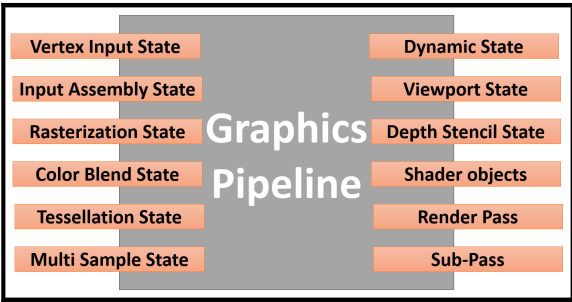 Vertex Input State
Input Assembly State
Rasterization State
Color Blend State
Tessellation State
Multi Sample State
Graphics
Pipeline
Dynamic State
Viewport State
Depth Stencil State
Shader objects
Render Pass
Sub-Pass